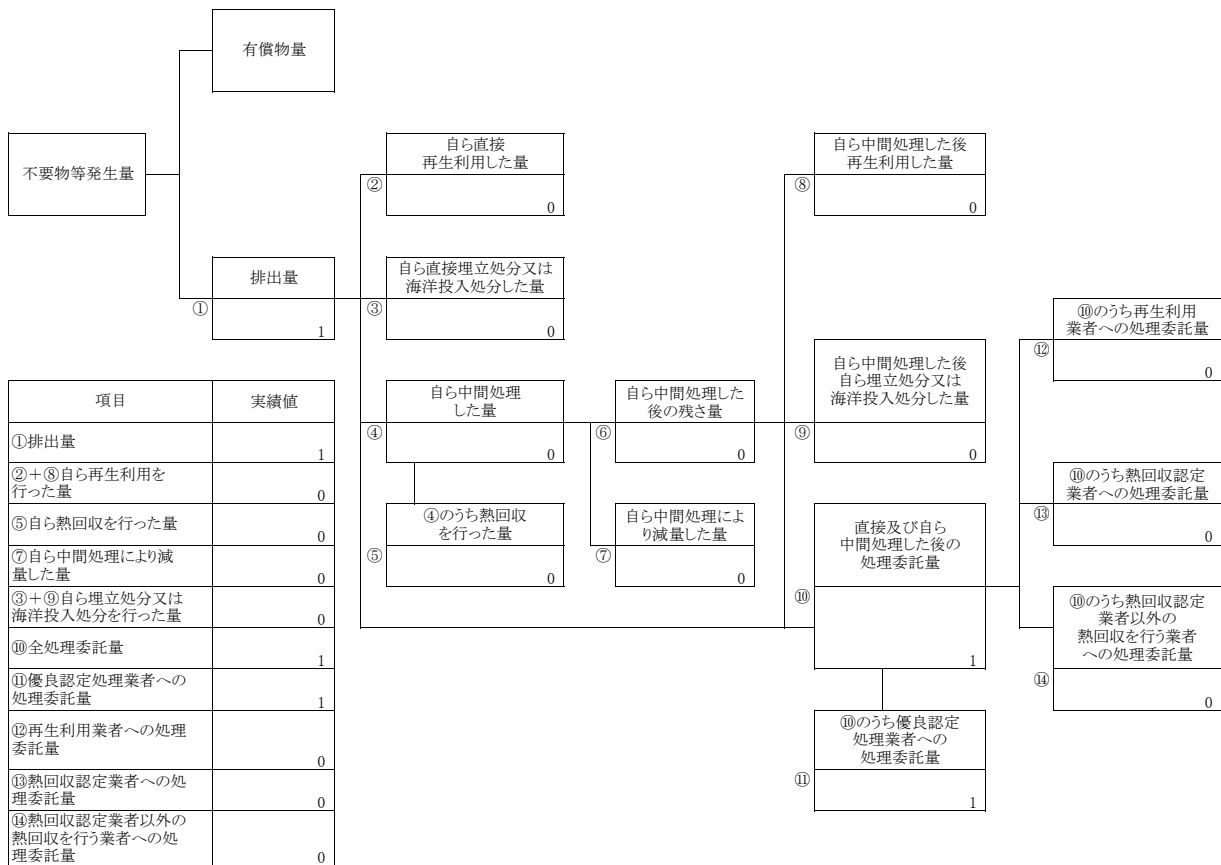 有償物量
不要物等発生量
自ら直接
再生利用した量
②
0
自ら中間処理した後
再生利用した量
⑧
0
排出量
①
1
自ら直接埋立処分又は
海洋投入処分した量
③
0
⑩のうち再生利用
業者への処理委託量
⑫
0
自ら中間処理
した量
④
0
自ら中間処理した
後の残さ量
⑥
0
自ら中間処理した後
自ら埋立処分又は
海洋投入処分した量
⑨
0
⑩のうち熱回収認定
業者への処理委託量
⑬
0
④のうち熱回収
を行った量
⑤
0
自ら中間処理によ
り減量した量
⑦
0
直接及び自ら
中間処理した後の
処理委託量
⑩
1
⑩のうち熱回収認定
業者以外の
熱回収を行う業者
への処理委託量
⑭
0
⑩のうち優良認定
処理業者への
処理委託量
⑪
1
項目 実績値
①排出量
1
②＋⑧自ら再生利用を
行った量
0
⑤自ら熱回収を行った量
0
⑦自ら中間処理により減
量した量
0
③＋⑨自ら埋立処分又は
海洋投入処分を行った量
0
⑩全処理委託量
1
⑪優良認定処理業者への
処理委託量
1
⑫再生利用業者への処理
委託量
0
⑬熱回収認定業者への処
理委託量
0
⑭熱回収認定業者以外の
熱回収を行う業者への処
理委託量
0